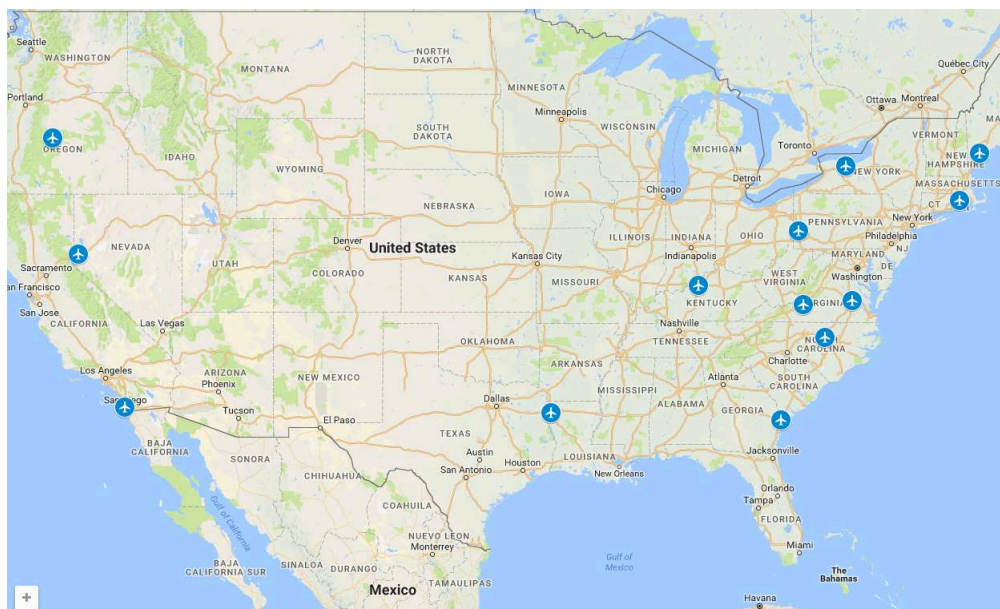 Québec City
Seattle
WASHINGTON
NORTH
DAKOTA
MONTANA
MINNESOTA
Ottawa
Montreal
Portland
Minneapolis
WISCONSIN
SOUTH
DAKOTA
VERMONT
MICHIGAN
Toronto
OREGON
IDAHO
NEW
HAMPSHIRE
NEW YORK
WYOMING
Detroit
MASSACHUSETTS
Chicago
IOWA
CT
NEBRASKA
New York
PENNSYLVANIA
Philadelphia
NEVADA
Denver
United States
ILLINOIS
INDIANA
OHIO
NJ
UTAH
Indianapolis
MARYLAND
Kansas City
DE
Sacramento
COLORADO
KANSAS
MISSOURI
WEST
VIRGINIA
Washington
San Francisco
San Jose
KENTUCKY
CALIFORNIA
Las Vegas
Nashville
TENNESSEE
OKLAHOMA
NORTH
CAROLINA
Charlotte
ARKANSAS
Los Angeles
ARIZONA
NEW MEXICO
Phoenix
Atlanta
SOUTH
CAROLINA
MISSISSIPPI
ALABAMA
GEORGIA
Dallas
Tucson
El Paso
TEXAS
BAJA
CALIFORNIA
SONORA
Austin
LOUISIANA
Jacksonville
San Antonio
Houston
New Orleans
CHIHUAHUA
Orlando
Tampa
COAHUILA
FLORIDA
Gulf of California
NUEVO LEON
Monterrey
Miami
Gulf of
Mexico
BAJA
CALIFORNIA SUR
SINALOA
DURANGO
The
Bahamas
TAMAULIPAS
Mexico
Havana
+